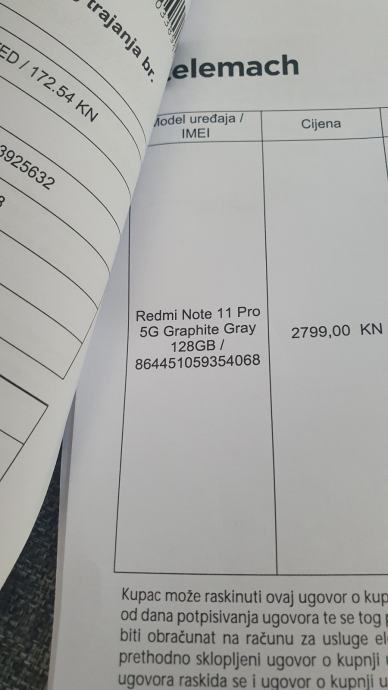 trajanja br.
ED / 172.54 KN
3925632
elemach
Model uređaja /
IMEI
Cijena
Redmi Note 11 Pro
5G Graphite Gray
128GB /
864451059354068
2799,00 KN
Kupac može raskinuti ovaj ugovor o kup
od dana potpisivanja ugovora te se tog
biti obračunat na računu za usluge el
prethodno sklopljeni ugovor o kupnji
ugovora raskida se i ugovor o kupnji u